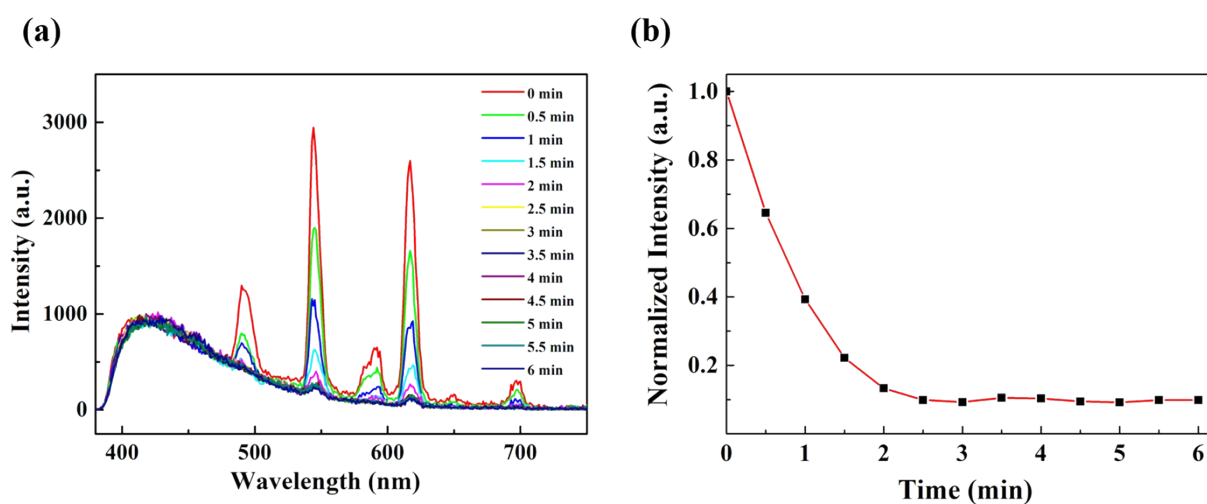 (a)
Intensity (a.u.)
3000
2000
1000
0
400
500
600
700
Wavelength (nm)
0 min
0.5 min
1 min
1.5 min
2 min
2.5 min
3 min
3.5 min
4 min
4.5 min
5 min
5.5 min
6 min
(b)
Normalized Intensity (a.u.)
1.0
0.8
0.6
0.4
0.2
0
1
2
3
4
5
6
Time (min)